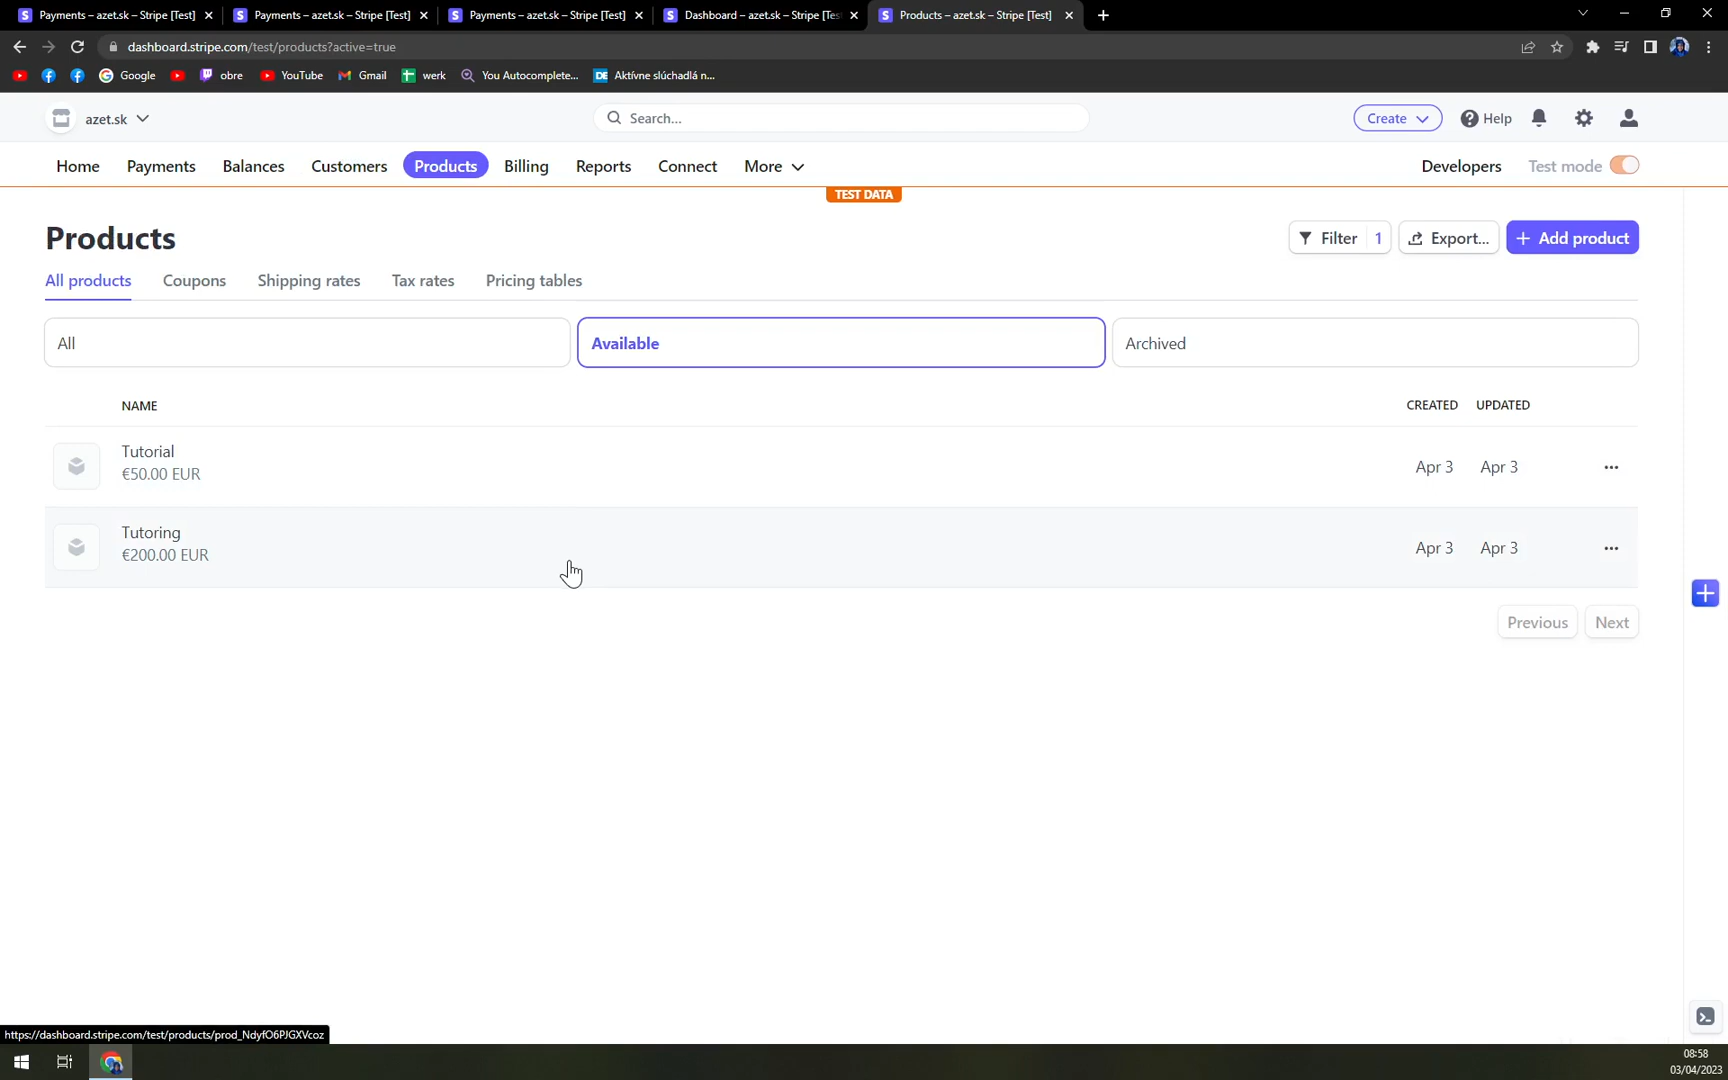 Payments – azet.sk – Stripe [Test]
Payments – azet.sk – Stripe [Test]
Payments – azet.sk – Stripe [Test]
Dashboard – azet.sk – Stripe [Tes
Products – azet.sk – Stripe [Test]
dashboard.stripe.com/test/products?active=true
Google
obre
YouTube
Gmail
werk
You Autocomplete...
DE Aktívne slúchadlá n...
azet.sk
Search...
Create
Help
Home
Payments
Balances
Customers
Products
Billing
Reports
Connect
More
Developers
Test mode
TEST DATA
Products
Filter 1
Export...
+ Add product
All products
Coupons
Shipping rates
Tax rates
Pricing tables
All
Available
Archived
NAME
CREATED
UPDATED
Tutorial
€50.00 EUR
Apr 3
Apr 3
Tutoring
€200.00 EUR
Apr 3
Apr 3
Previous
Next
https://dashboard.stripe.com/test/products/prod_NdyfO6PJGXVcoz
08:58
03/04/2023